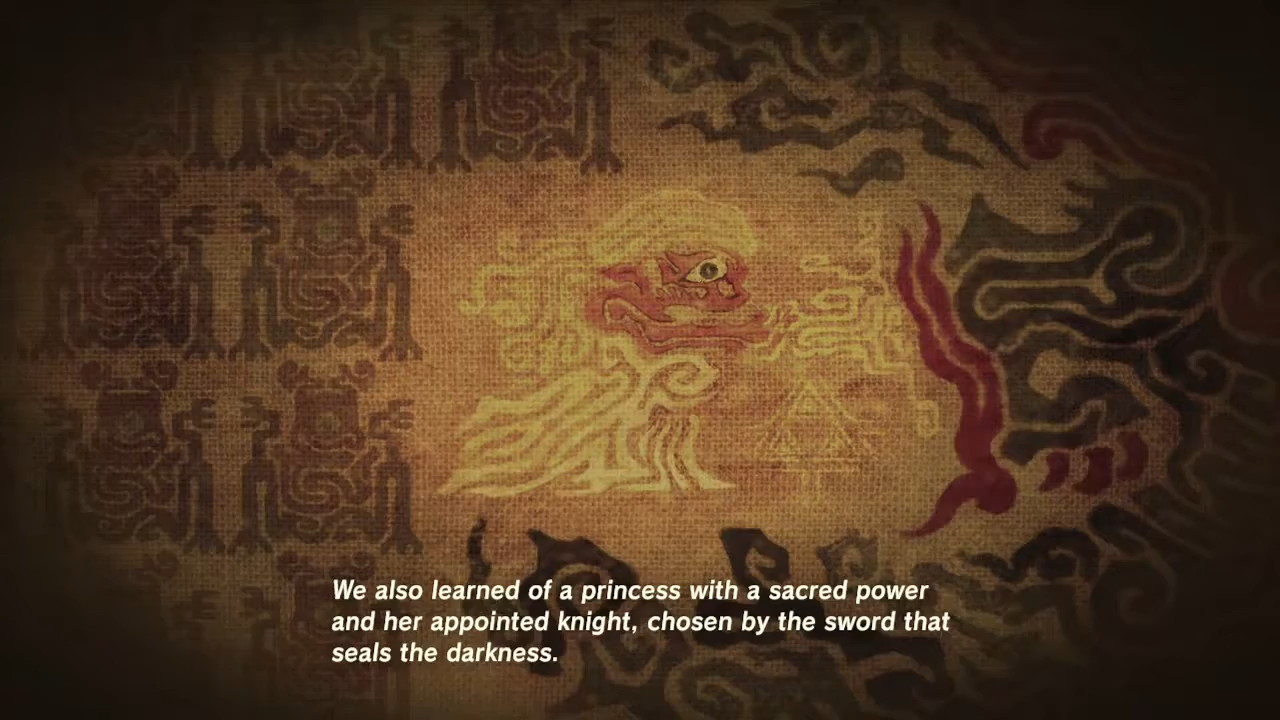 We also learned of a princess with a sacred power
and her appointed knight, chosen by the sword that
seals the darkness.